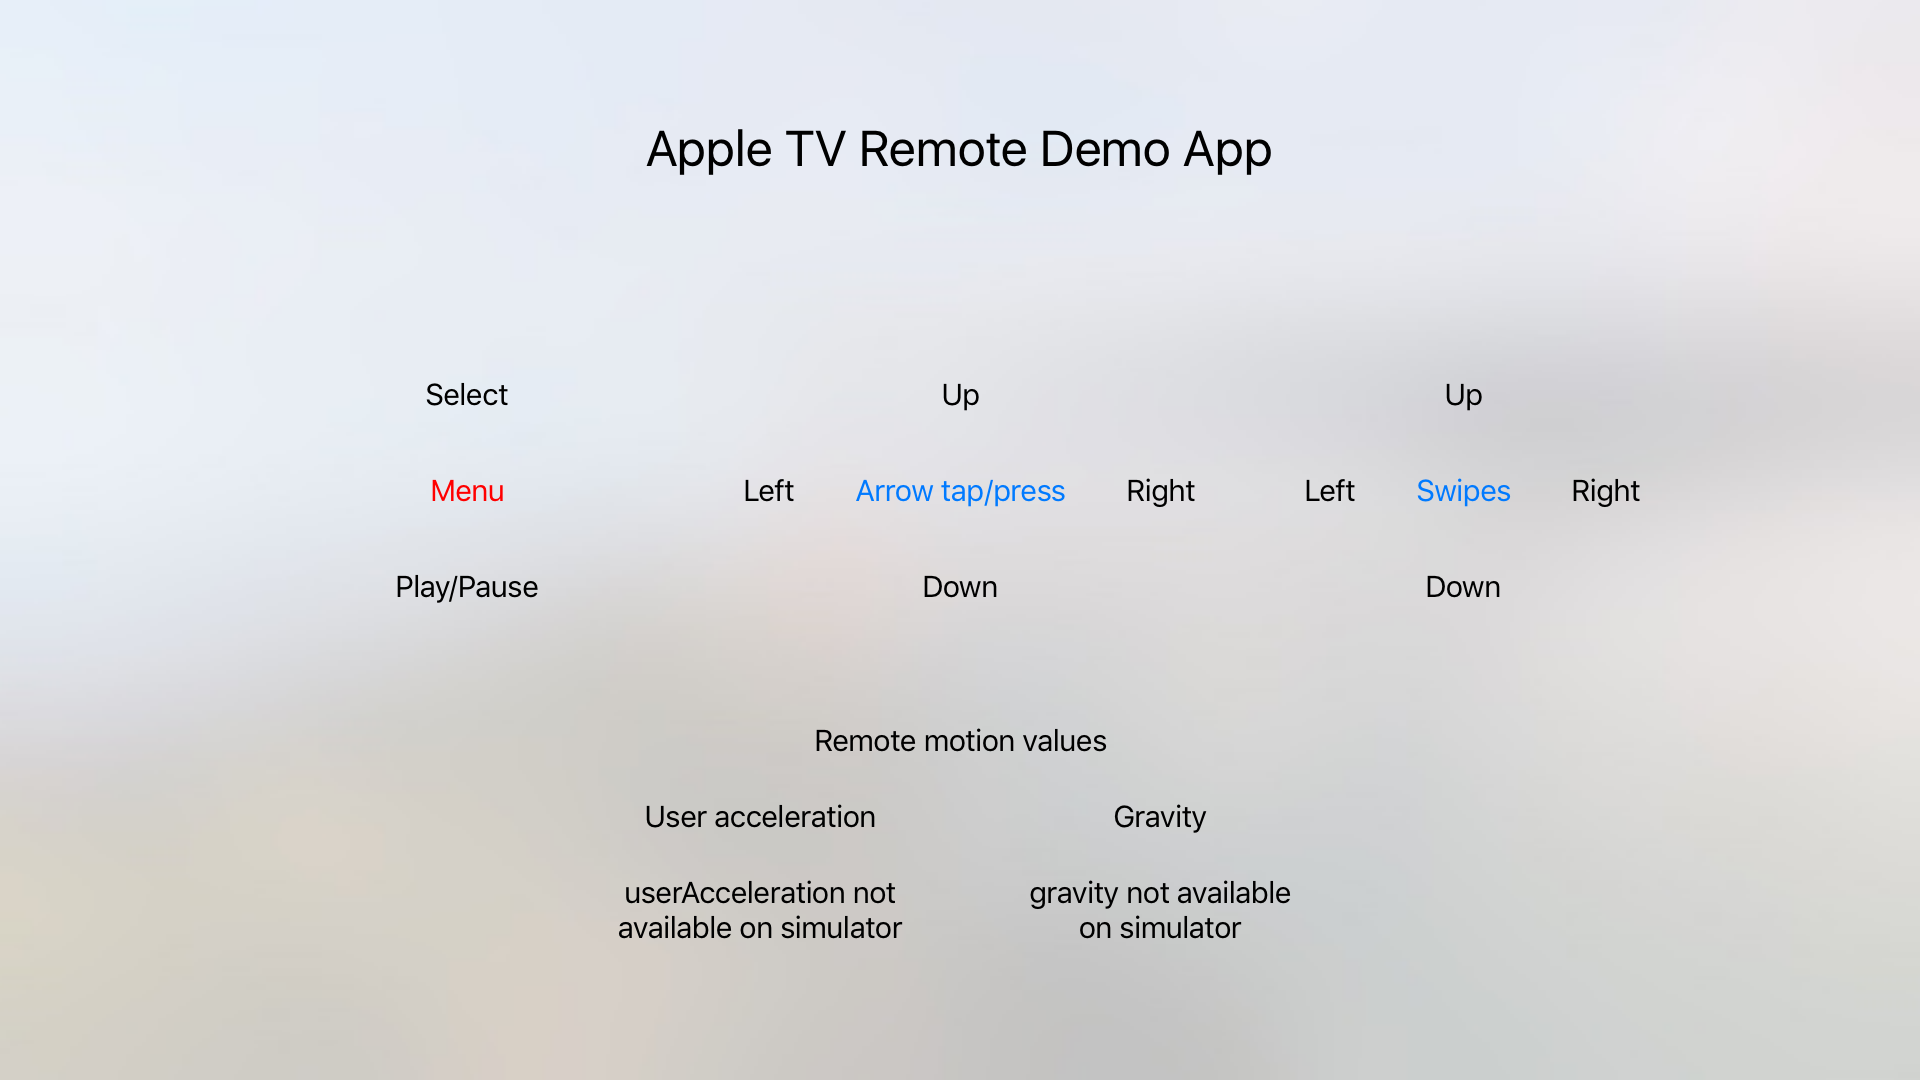 Apple TV Remote Demo App
Select
Up
Up
Menu
Left
Arrow tap/press
Right
Left
Swipes
Right
Play/Pause
Down
Down
Remote motion values
User acceleration
Gravity
userAcceleration not
available on simulator
gravity not available
on simulator